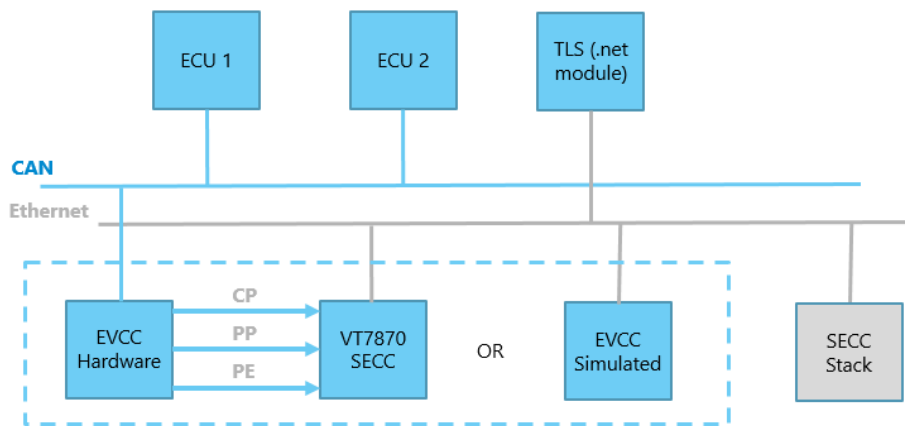 ECU 1
ECU 2
TLS (.net
module)
CAN
Ethernet
EVCC
Hardware
CP
PP
PE
VT7870
SECC
OR
EVCC
Simulated
SECC
Stack